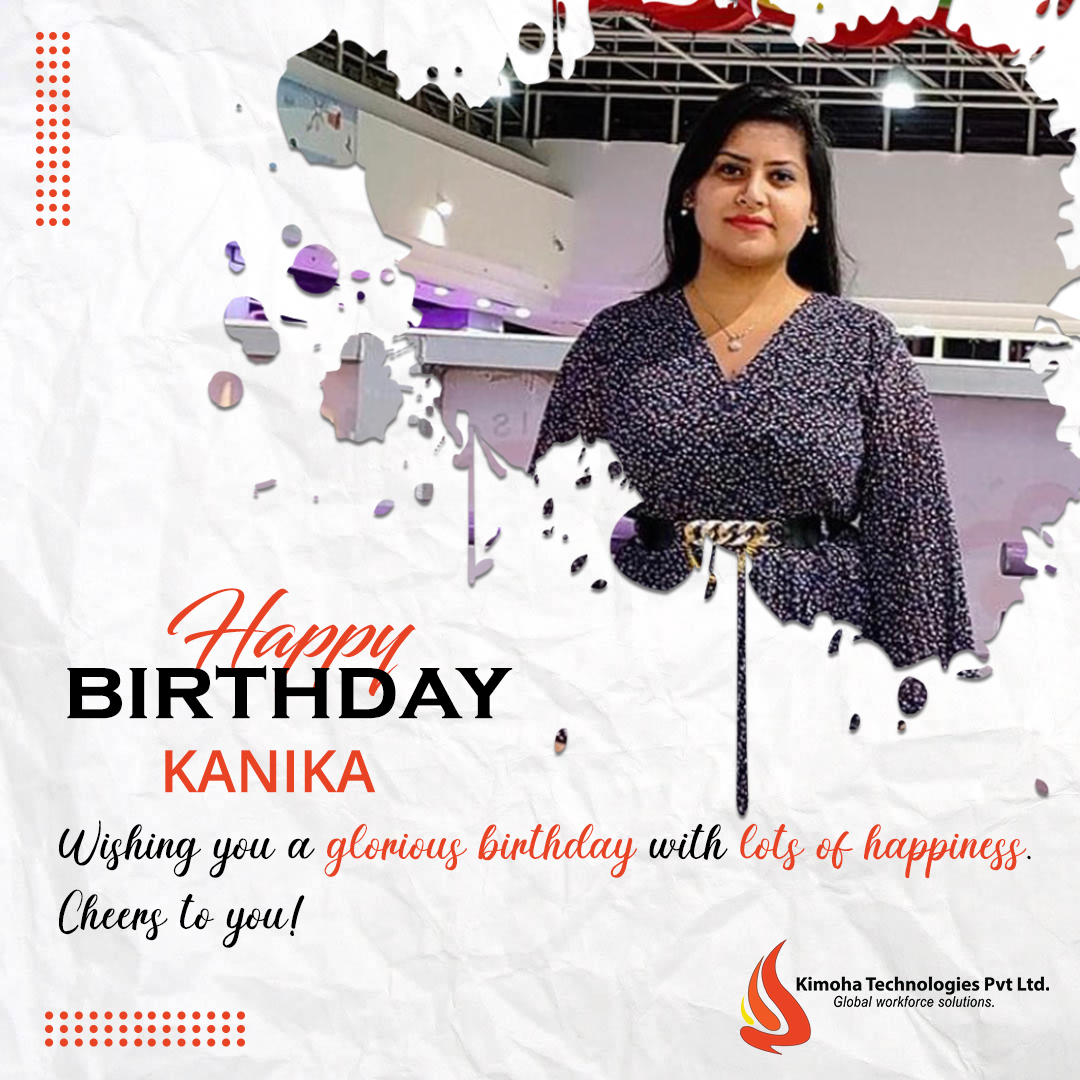 Happy
BIRTHDAY
KANIKA
Wishing you a glorious birthday with lots of happiness.
Cheers to you!
Kimoha Technologies Pvt Ltd.
Global workforce solutions.